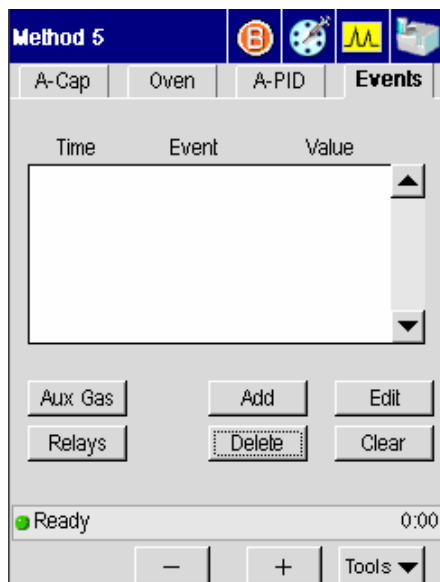 Method 5 B
A-Cap Oven A-PID Events
Time Event Value
Aux Gas Add Edit
Relays Delete Clear
Ready 0:00
− + Tools